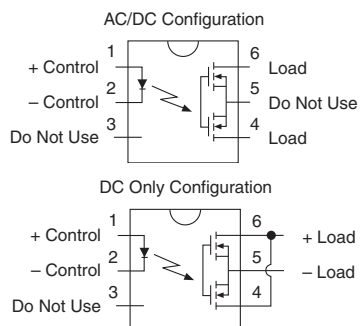 AC/DC Configuration
1
+ Control
2
– Control
3
Do Not Use
6
Load
5
Do Not Use
4
Load
DC Only Configuration
1
+ Control
2
– Control
3
Do Not Use
6
+ Load
5
– Load
4